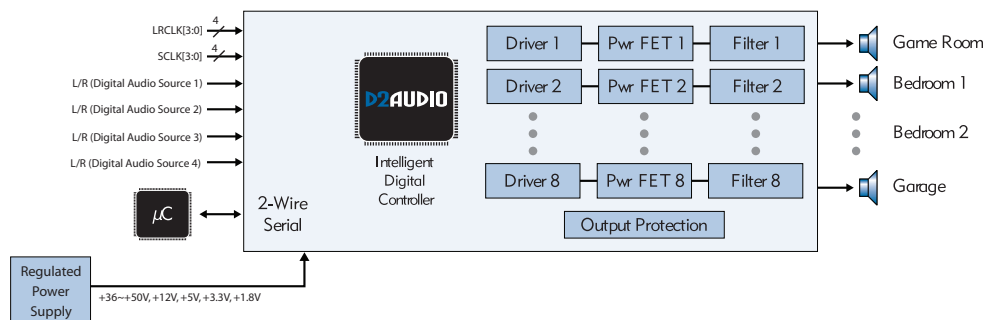 LRCLK[3:0]
4
SCLK[3:0]
4
L/R (Digital Audio Source 1)
L/R (Digital Audio Source 2)
L/R (Digital Audio Source 3)
L/R (Digital Audio Source 4)
μC
2-Wire
Serial
Regulated
Power
Supply
+36~+50V, +12V, +5V, +3.3V, +1.8V
D2AUDIO
Intelligent
Digital
Controller
Driver 1
Pwr FET 1
Filter 1
Game Room
Driver 2
Pwr FET 2
Filter 2
Bedroom 1
Bedroom 2
Driver 8
Pwr FET 8
Filter 8
Garage
Output Protection